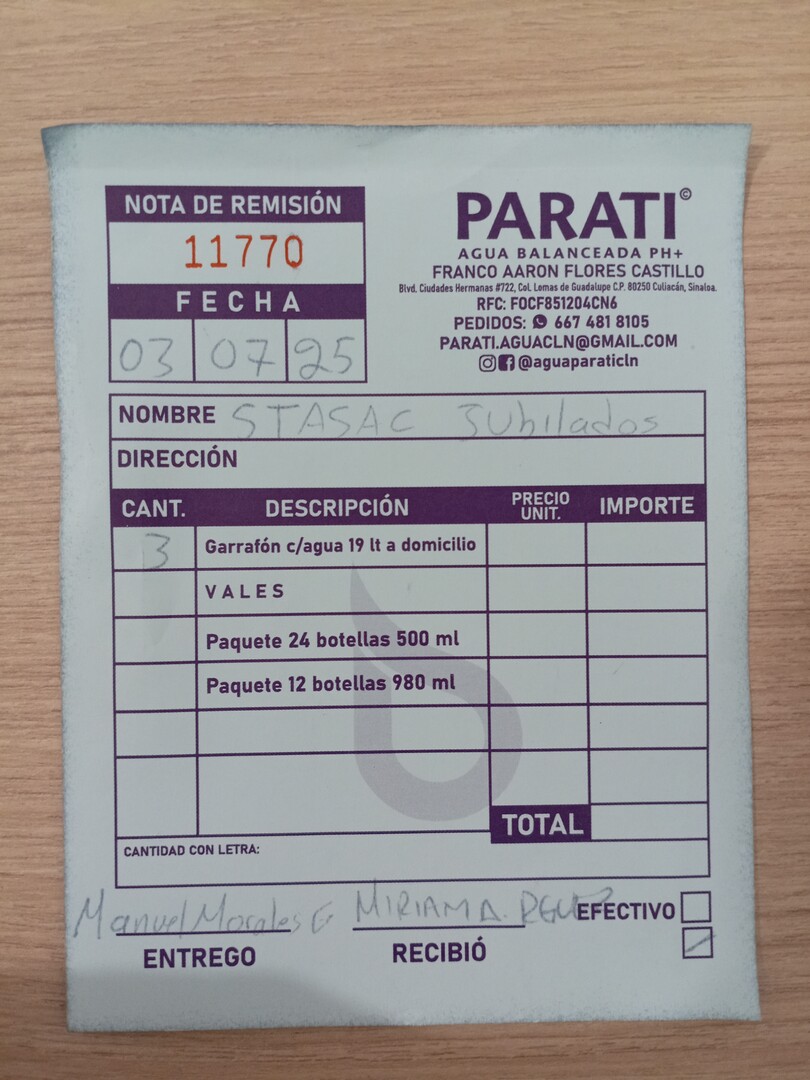 NOTA DE REMISIÓN
11770
FECHA
03 07 25
PARATI©
AGUA BALANCEADA PH+
FRANCO AARON FLORES CASTILLO
Blvd. Ciudades Hermanas #722, Col. Lomas de Guadalupe C.P. 80250 Culiacán, Sinaloa.
RFC: FOCF851204CN6
PEDIDOS: 667 481 8105
PARATI.AGUACLN@GMAIL.COM
@aguaparaticln
NOMBRE STASAC Jubilados
DIRECCIÓN
CANT. DESCRIPCIÓN PRECIO UNIT. IMPORTE
3 Garrafón c/agua 19 lt a domicilio
VALES
Paquete 24 botellas 500 ml
Paquete 12 botellas 980 ml
TOTAL
CANTIDAD CON LETRA:
Manuel Morales G MIRIAM A. RGUEZ EFECTIVO
ENTREGO RECIBIÓ